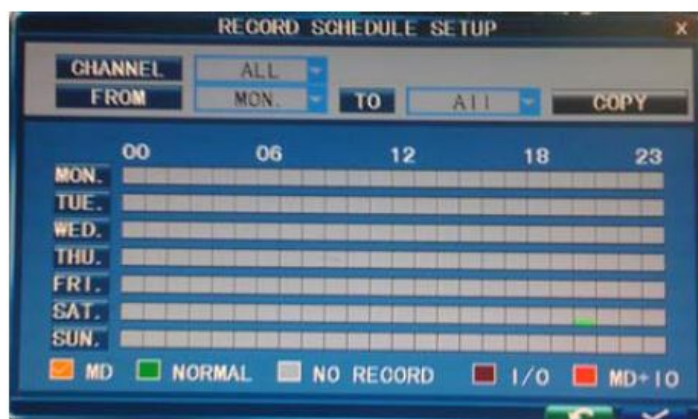 RECORD SCHEDULE SETUP X
CHANNEL ALL
FROM MON. TO All COPY
00 06 12 18 23
MON.
TUE.
WED.
THU.
FRI.
SAT.
SUN.
MD NORMAL NO RECORD I/O MD+IO